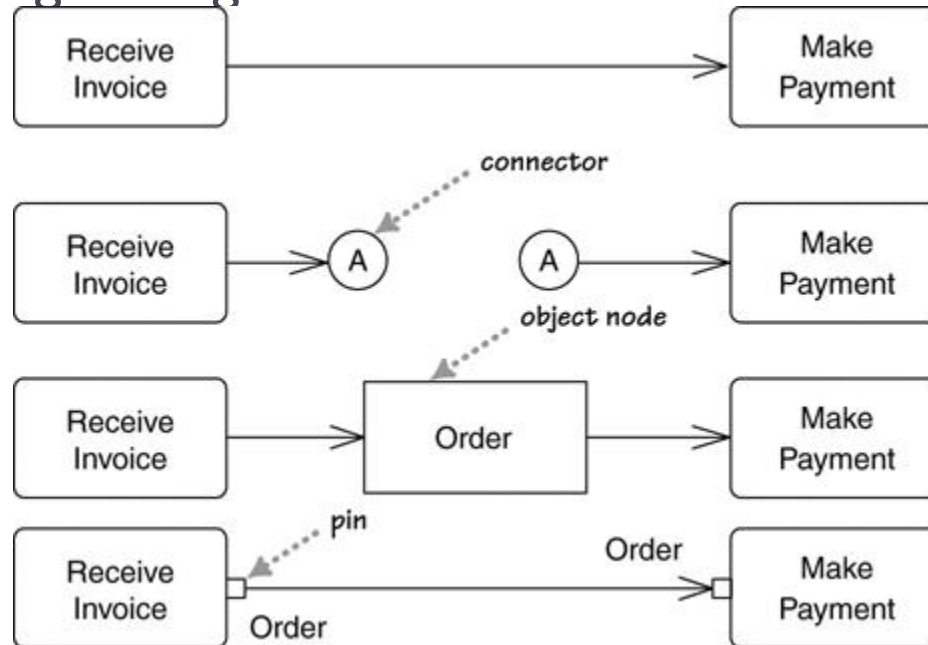 Receive
Invoice
Make
Payment
connector
Receive
Invoice
A
A
Make
Payment
object node
Receive
Invoice
Order
Make
Payment
pin
Receive
Invoice
Order
Order
Make
Payment